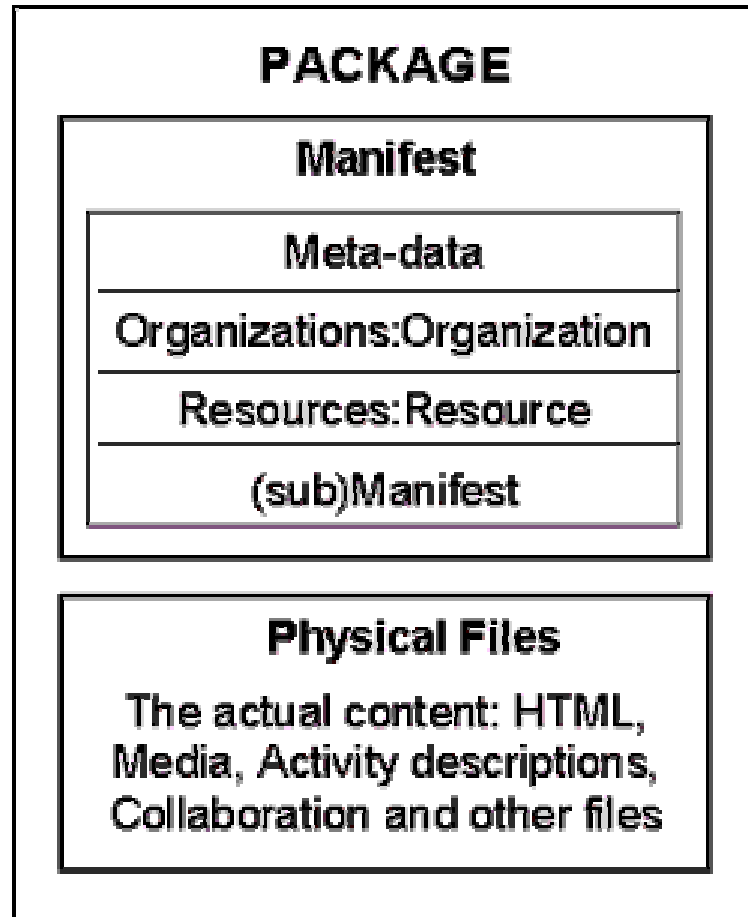 PACKAGE
Manifest
Meta-data
Organizations:Organization
Resources:Resource
(sub)Manifest
Physical Files
The actual content: HTML,
Media, Activity descriptions,
Collaboration and other files